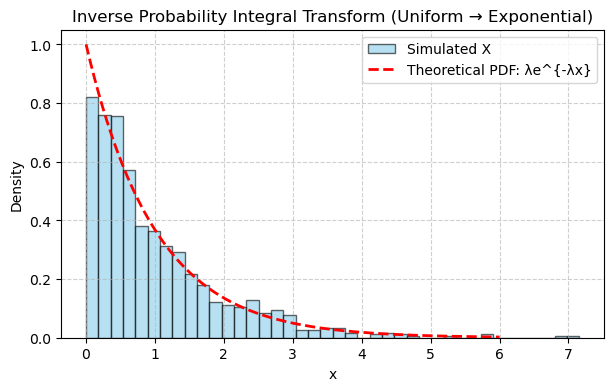 Inverse Probability Integral Transform (Uniform → Exponential)
Simulated X
Theoretical PDF: λe^{-λx}
Density
1.0
0.8
0.6
0.4
0.2
0.0
0 1 2 3 4 5 6 7
x